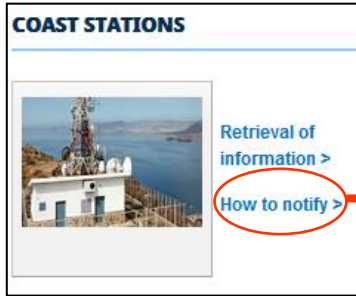 COAST STATIONS
Retrieval of
information >
How to notify >